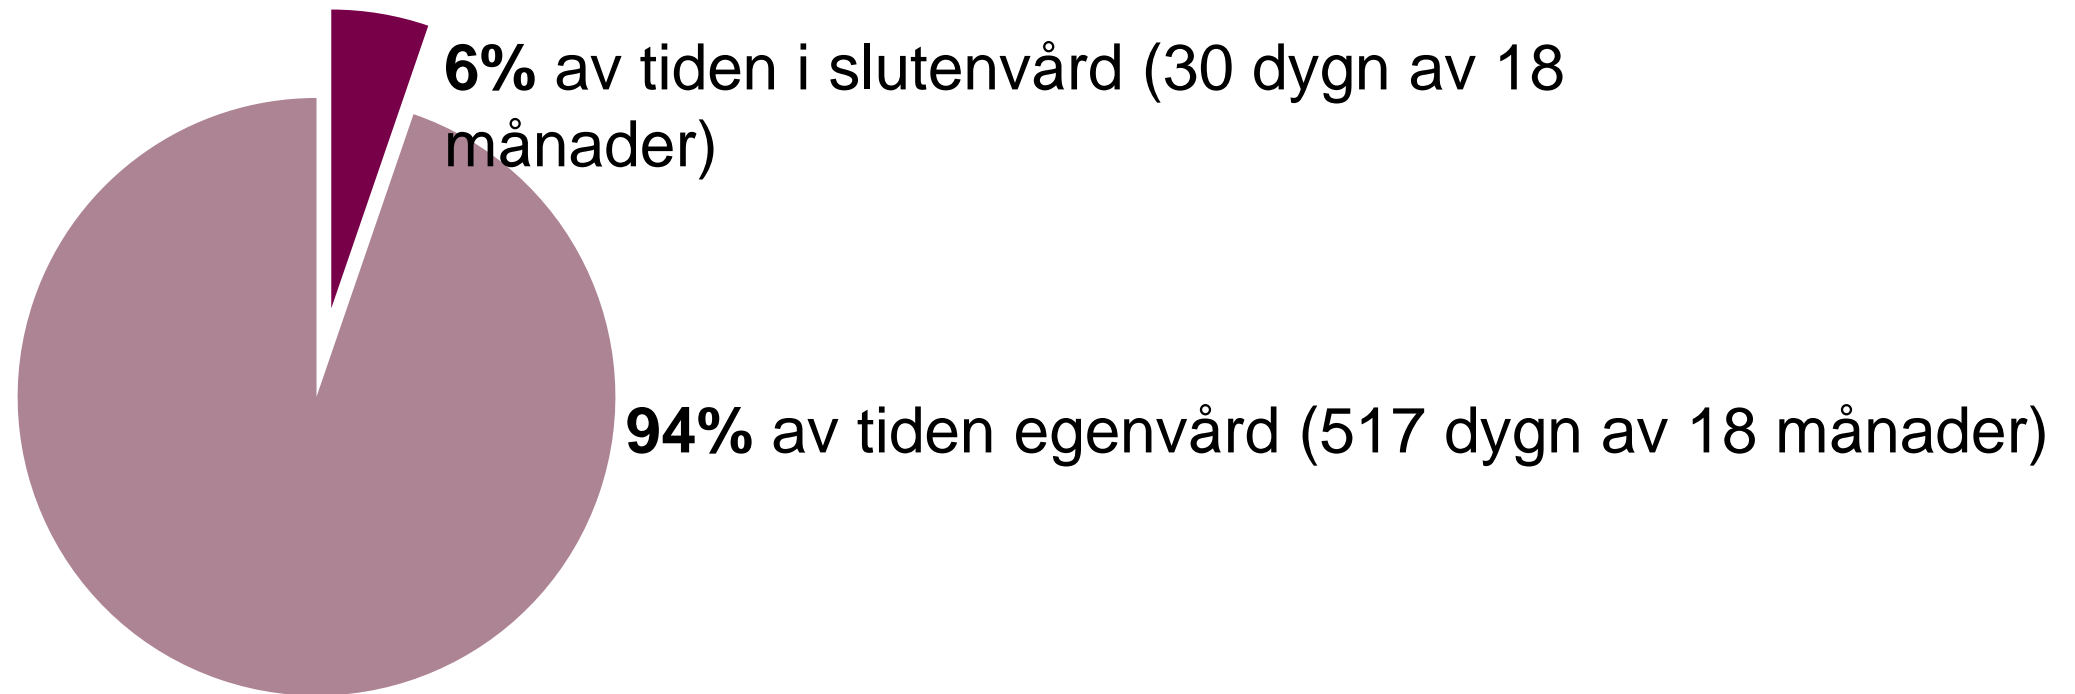 6% av tiden i slutenvård (30 dygn av 18
månader)
94% av tiden egenvård (517 dygn av 18 månader)